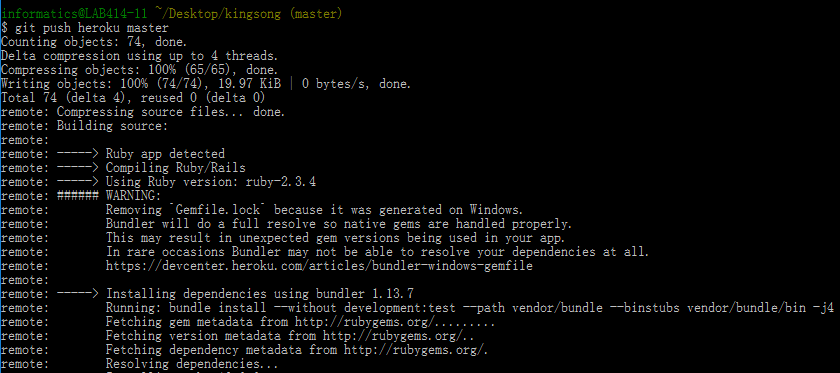 informatics@LAB414-11 ~/Desktop/kingsong (master)
$ git push heroku master
Counting objects: 74, done.
Delta compression using up to 4 threads.
Compressing objects: 100% (65/65), done.
Writing objects: 100% (74/74), 19.97 KiB | 0 bytes/s, done.
Total 74 (delta 4), reused 0 (delta 0)
remote: Compressing source files... done.
remote: Building source:
remote:
remote: -----> Ruby app detected
remote: -----> Compiling Ruby/Rails
remote: -----> Using Ruby version: ruby-2.3.4
remote: ###### WARNING:
remote:        Removing `Gemfile.lock` because it was generated on Windows.
remote:        Bundler will do a full resolve so native gems are handled properly.
remote:        This may result in unexpected gem versions being used in your app.
remote:        In rare occasions Bundler may not be able to resolve your dependencies at all.
remote:        https://devcenter.heroku.com/articles/bundler-windows-gemfile
remote:
remote: -----> Installing dependencies using bundler 1.13.7
remote:        Running: bundle install --without development:test --path vendor/bundle --binstubs vendor/bundle/bin -j4
remote:        Fetching gem metadata from http://rubygems.org/.........
remote:        Fetching version metadata from http://rubygems.org/..
remote:        Fetching dependency metadata from http://rubygems.org/.
remote:        Resolving dependencies...